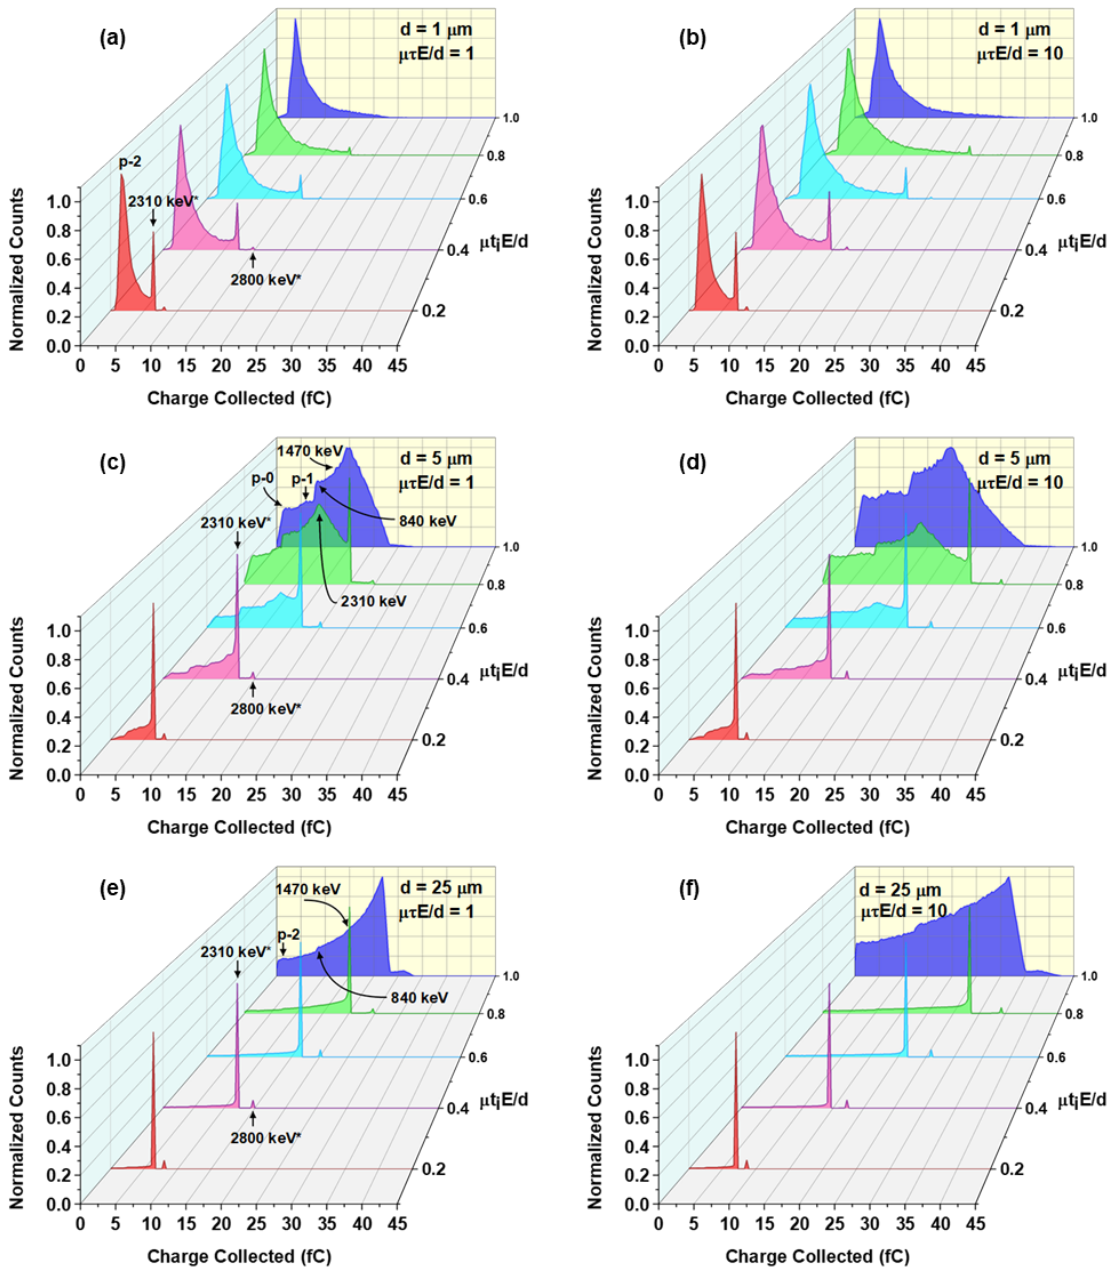 (a)
d = 1 μm
μτE/d = 1
p-2
2310 keV*
2800 keV*
1.0
0.8
0.6
0.4
0.2
μtᵢE/d
Normalized Counts
1.0
0.8
0.6
0.4
0.2
0.0
0 5 10 15 20 25 30 35 40 45
Charge Collected (fC)
(b)
d = 1 μm
μτE/d = 10
1.0
0.8
0.6
0.4
0.2
μtᵢE/d
Normalized Counts
1.0
0.8
0.6
0.4
0.2
0.0
0 5 10 15 20 25 30 35 40 45
Charge Collected (fC)
(c)
1470 keV
d = 5 μm
μτE/d = 1
p-0
p-1
2310 keV*
840 keV
2310 keV
2800 keV*
1.0
0.8
0.6
0.4
0.2
μtᵢE/d
Normalized Counts
1.0
0.8
0.6
0.4
0.2
0.0
0 5 10 15 20 25 30 35 40 45
Charge Collected (fC)
(d)
d = 5 μm
μτE/d = 10
1.0
0.8
0.6
0.4
0.2
μtᵢE/d
Normalized Counts
1.0
0.8
0.6
0.4
0.2
0.0
0 5 10 15 20 25 30 35 40 45
Charge Collected (fC)
(e)
1470 keV
d = 25 μm
μτE/d = 1
p-2
2310 keV*
840 keV
2800 keV*
1.0
0.8
0.6
0.4
0.2
μtᵢE/d
Normalized Counts
1.0
0.8
0.6
0.4
0.2
0.0
0 5 10 15 20 25 30 35 40 45
Charge Collected (fC)
(f)
d = 25 μm
μτE/d = 10
1.0
0.8
0.6
0.4
0.2
μtᵢE/d
Normalized Counts
1.0
0.8
0.6
0.4
0.2
0.0
0 5 10 15 20 25 30 35 40 45
Charge Collected (fC)